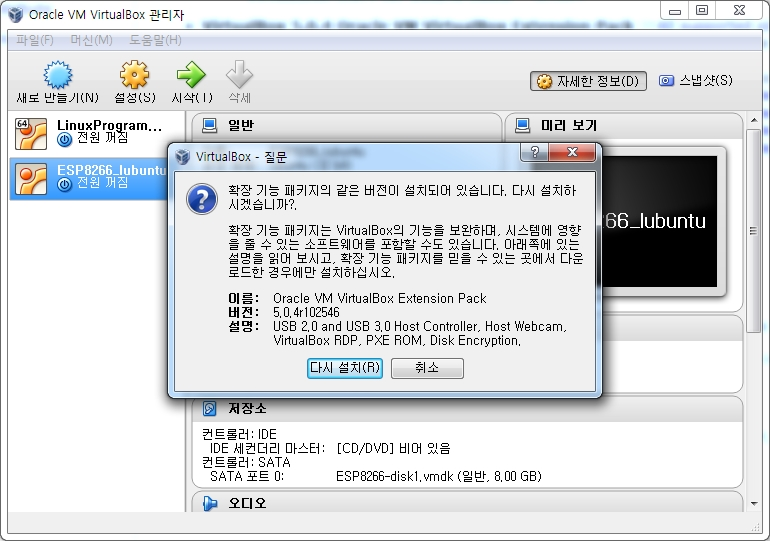 Oracle VM VirtualBox 관리자
파일(F) 머신(M) 도움말(H)
새로 만들기(N) 설정(S) 시작(T) 삭제
자세한 정보(D) 스냅샷(S)
64
LinuxProgram...
전원 꺼짐
ESP8266_lubuntu
전원 꺼짐
일반
미리 보기
66_lubuntu
VirtualBox - 질문
확장 기능 패키지의 같은 버전이 설치되어 있습니다. 다시 설치하
시겠습니까?.
확장 기능 패키지는 VirtualBox의 기능을 보완하며, 시스템에 영향
을 줄 수 있는 소프트웨어를 포함할 수도 있습니다. 아래쪽에 있는
설명을 읽어 보시고, 확장 기능 패키지를 믿을 수 있는 곳에서 다운
로드한 경우에만 설치하십시오.
이름: Oracle VM VirtualBox Extension Pack
버전: 5.0.4r102546
설명: USB 2.0 and USB 3.0 Host Controller, Host Webcam,
VirtualBox RDP, PXE ROM, Disk Encryption.
다시 설치(R) 취소
저장소
컨트롤러: IDE
IDE 세컨더리 마스터: [CD/DVD] 비어 있음
컨트롤러: SATA
SATA 포트 0: ESP8266-disk1.vmdk (일반, 8.00 GB)
오디오